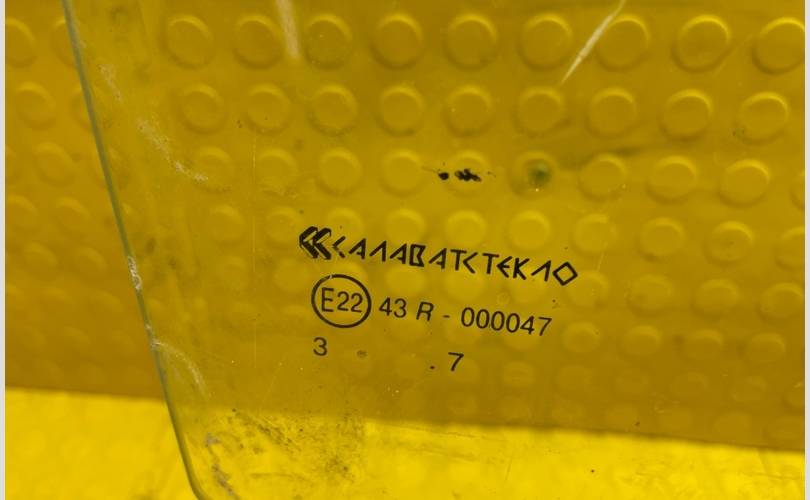 САЛАВАТСТЕКЛО
E22 43 R - 000047
3 . 7